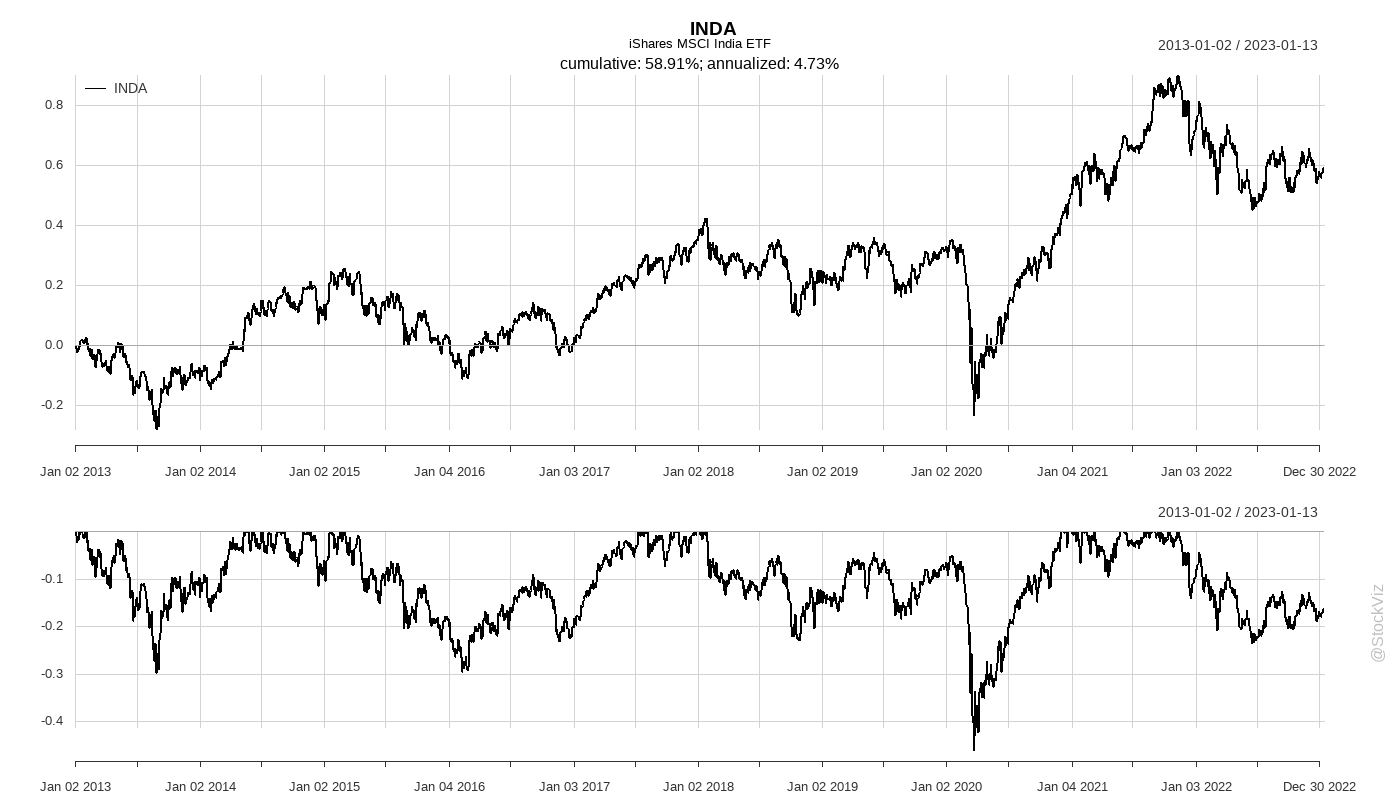 INDA
iShares MSCI India ETF
cumulative: 58.91%; annualized: 4.73%
2013-01-02 / 2023-01-13
INDA
0.8
0.6
0.4
0.2
0.0
-0.2
Jan 02 2013 Jan 02 2014 Jan 02 2015 Jan 04 2016 Jan 03 2017 Jan 02 2018 Jan 02 2019 Jan 02 2020 Jan 04 2021 Jan 03 2022 Dec 30 2022
2013-01-02 / 2023-01-13
-0.1
-0.2
-0.3
-0.4
Jan 02 2013 Jan 02 2014 Jan 02 2015 Jan 04 2016 Jan 03 2017 Jan 02 2018 Jan 02 2019 Jan 02 2020 Jan 04 2021 Jan 03 2022 Dec 30 2022
@StockViz